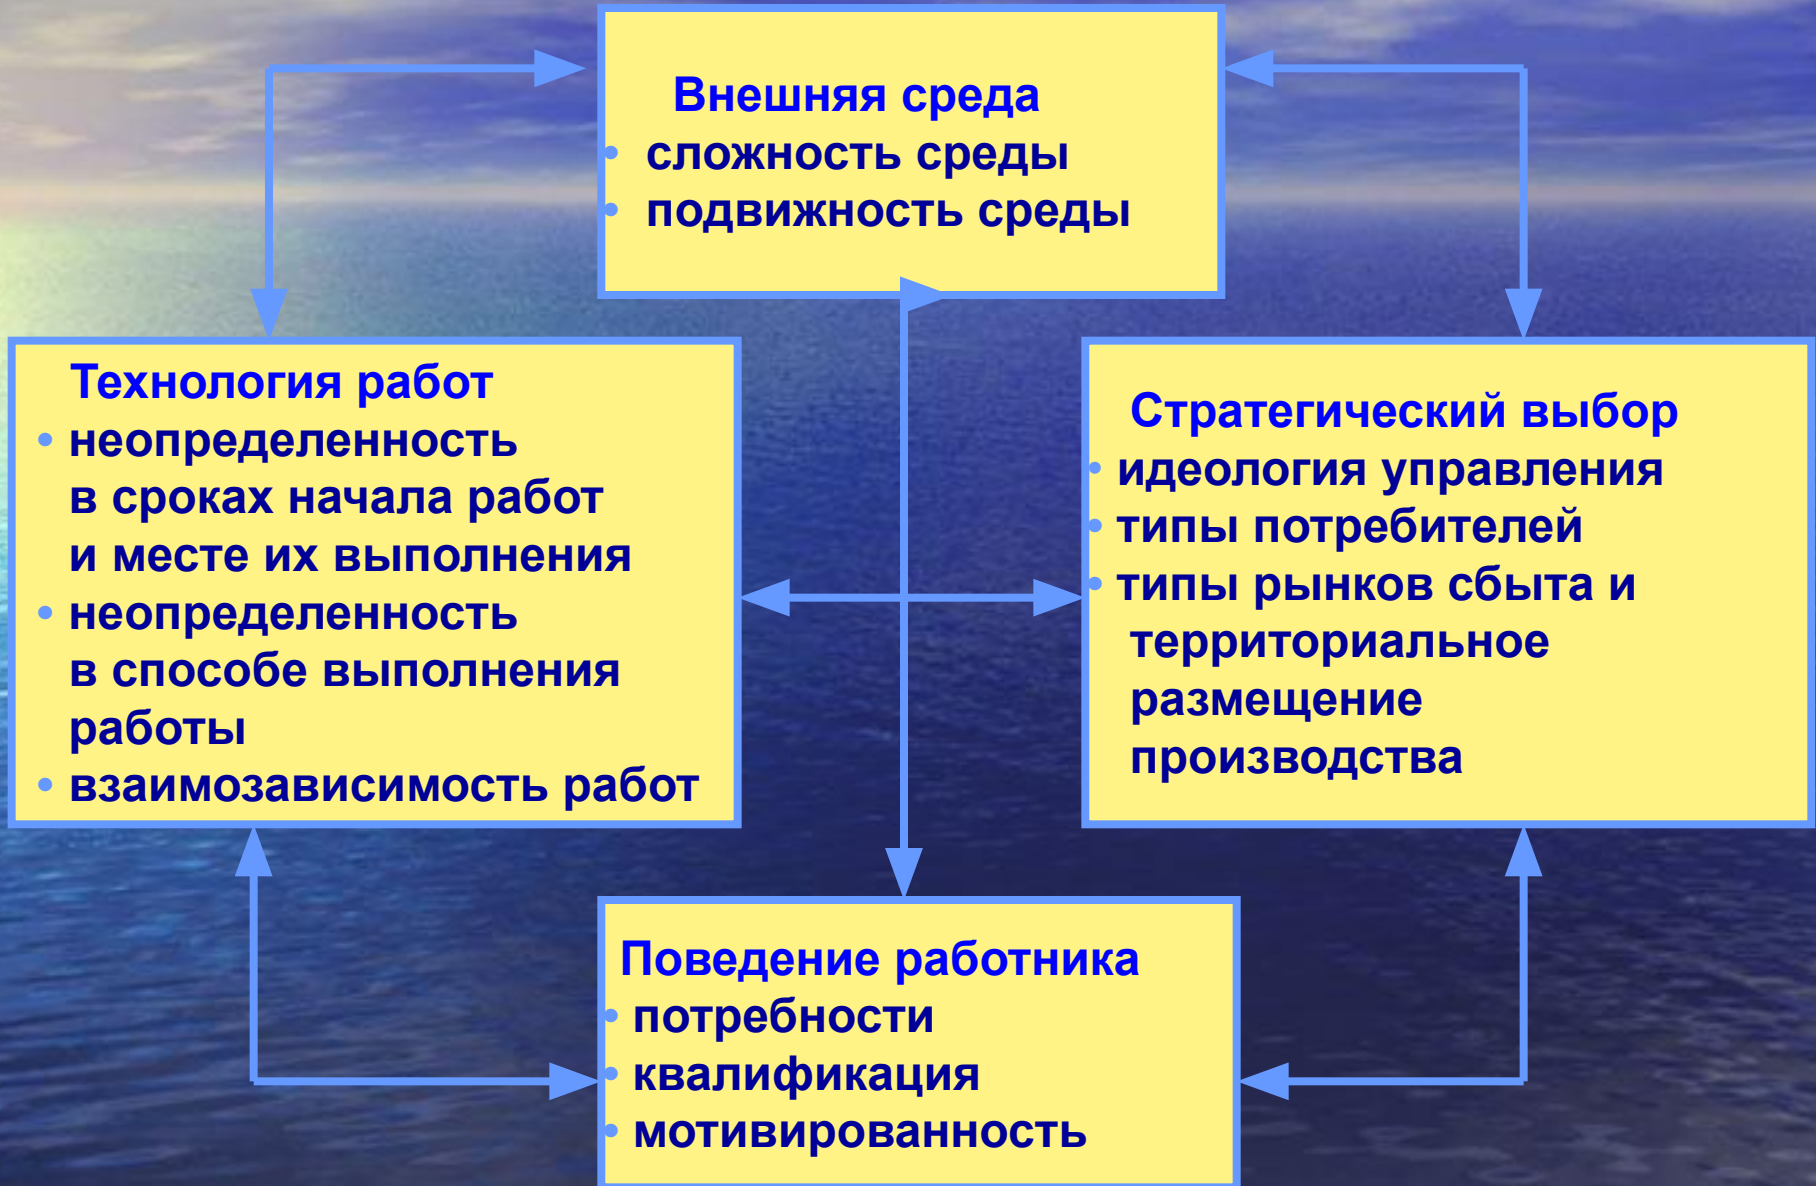 Внешняя среда
• сложность среды
• подвижность среды
Технология работ
• неопределенность
в сроках начала работ
и месте их выполнения
• неопределенность
в способе выполнения
работы
• взаимозависимость работ
Стратегический выбор
• идеология управления
• типы потребителей
• типы рынков сбыта и
территориальное
размещение
производства
Поведение работника
• потребности
• квалификация
• мотивированность